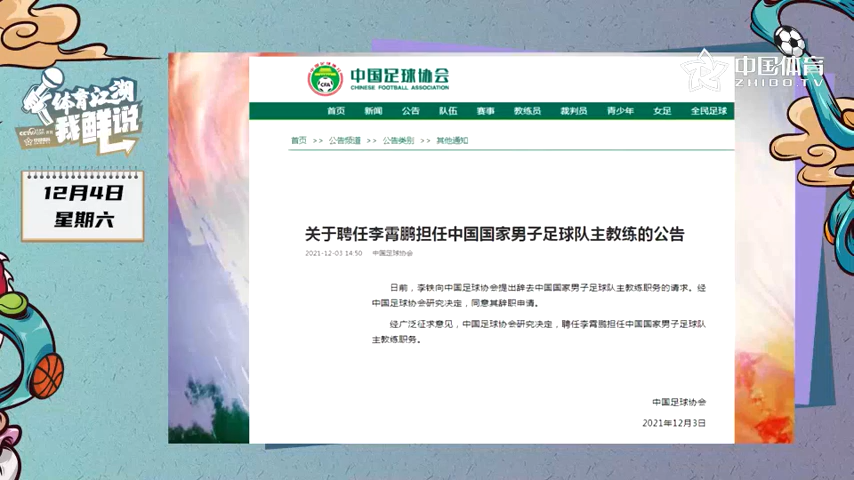 中国足球协会
CHINESE FOOTBALL ASSOCIATION
中国体育
ZHIBO.TV
首页 新闻 公告 队伍 赛事 教练员 裁判员 青少年 女足 全民足球
体育江湖
我鲜说
首页 >> 公告频道 >> 公告类别 >> 其他通知
12月4日
星期六
关于聘任李霄鹏担任中国国家男子足球队主教练的公告
2021-12-03 14:50 中国足球协会
日前，李铁向中国足球协会提出辞去中国国家男子足球队主教练职务的请求。经
中国足球协会研究决定，同意其辞职申请。
经广泛征求意见，中国足球协会研究决定，聘任李霄鹏担任中国国家男子足球队
主教练职务。
中国足球协会
2021年12月3日